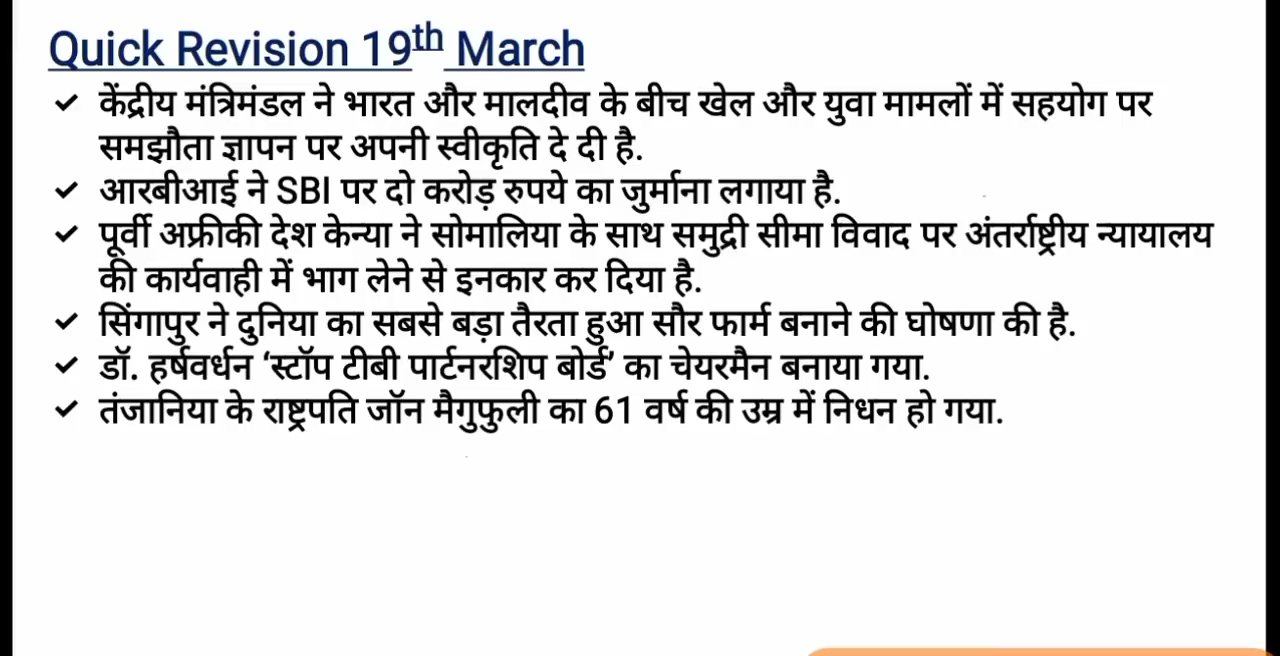 Quick Revision 19th March
✓ केंद्रीय मंत्रिमंडल ने भारत और मालदीव के बीच खेल और युवा मामलों में सहयोग पर
समझौता ज्ञापन पर अपनी स्वीकृति दे दी है.
✓ आरबीआई ने SBI पर दो करोड़ रुपये का जुर्माना लगाया है.
✓ पूर्वी अफ्रीकी देश केन्या ने सोमालिया के साथ समुद्री सीमा विवाद पर अंतर्राष्ट्रीय न्यायालय
की कार्यवाही में भाग लेने से इनकार कर दिया है.
✓ सिंगापुर ने दुनिया का सबसे बड़ा तैरता हुआ सौर फार्म बनाने की घोषणा की है.
✓ डॉ. हर्षवर्धन ‘स्टॉप टीबी पार्टनरशिप बोर्ड’ का चेयरमैन बनाया गया.
✓ तंजानिया के राष्ट्रपति जॉन मैगुफुली का 61 वर्ष की उम्र में निधन हो गया.